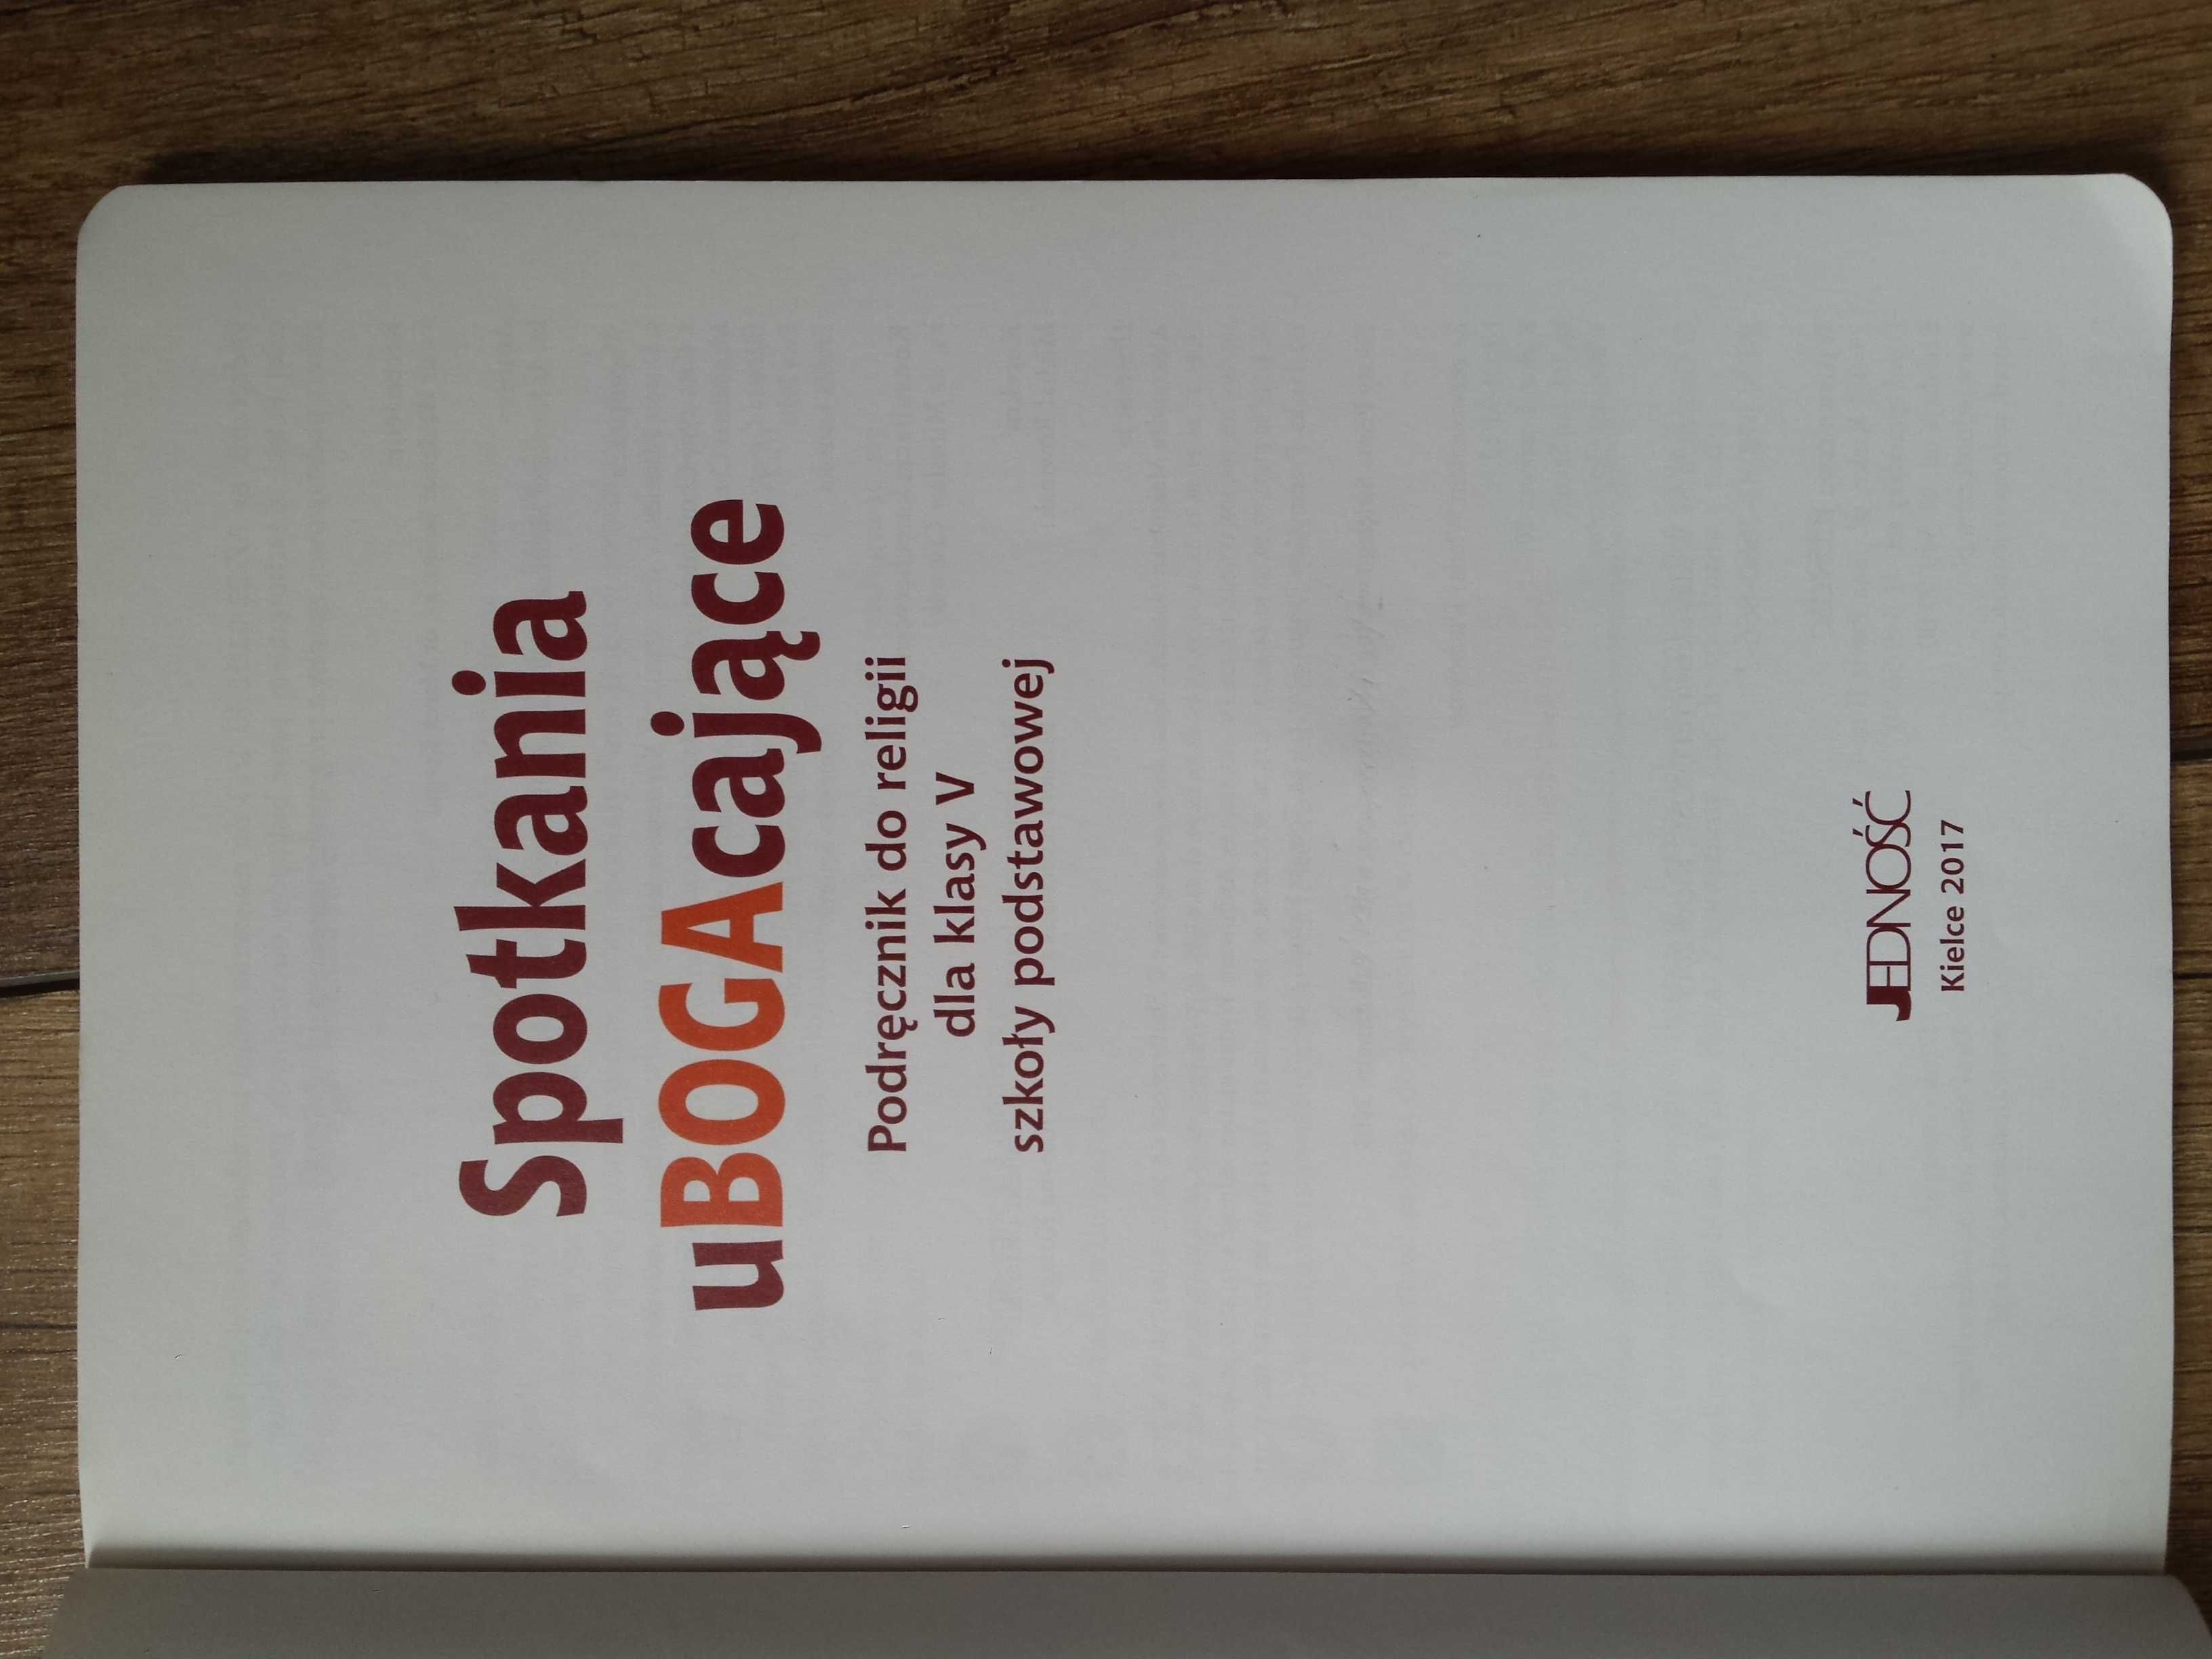 Spotkania
uBOGAcające
Podręcznik do religii
dla klasy V
szkoły podstawowej
JEDNOŚĆ
Kielce 2017